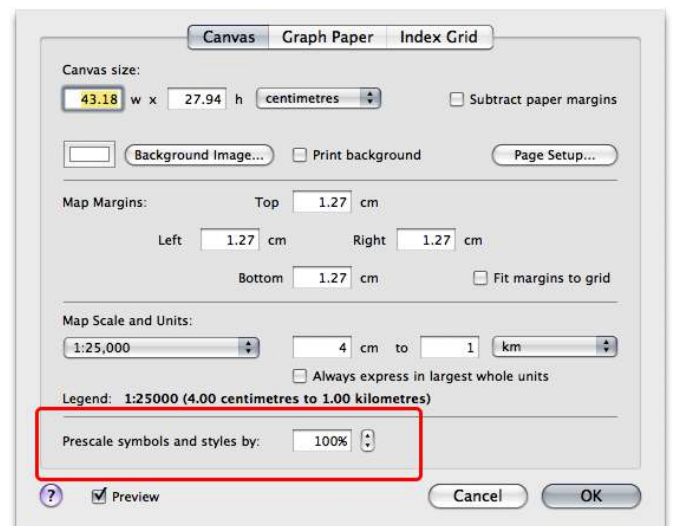 Canvas Graph Paper Index Grid
Canvas size:
43.18 w x 27.94 h centimetres Subtract paper margins
Background Image... Print background Page Setup...
Map Margins: Top 1.27 cm
Left 1.27 cm Right 1.27 cm
Bottom 1.27 cm Fit margins to grid
Map Scale and Units:
1:25,000 4 cm to 1 km
Always express in largest whole units
Legend: 1:25000 (4.00 centimetres to 1.00 kilometres)
Prescale symbols and styles by: 100%
? Preview Cancel OK